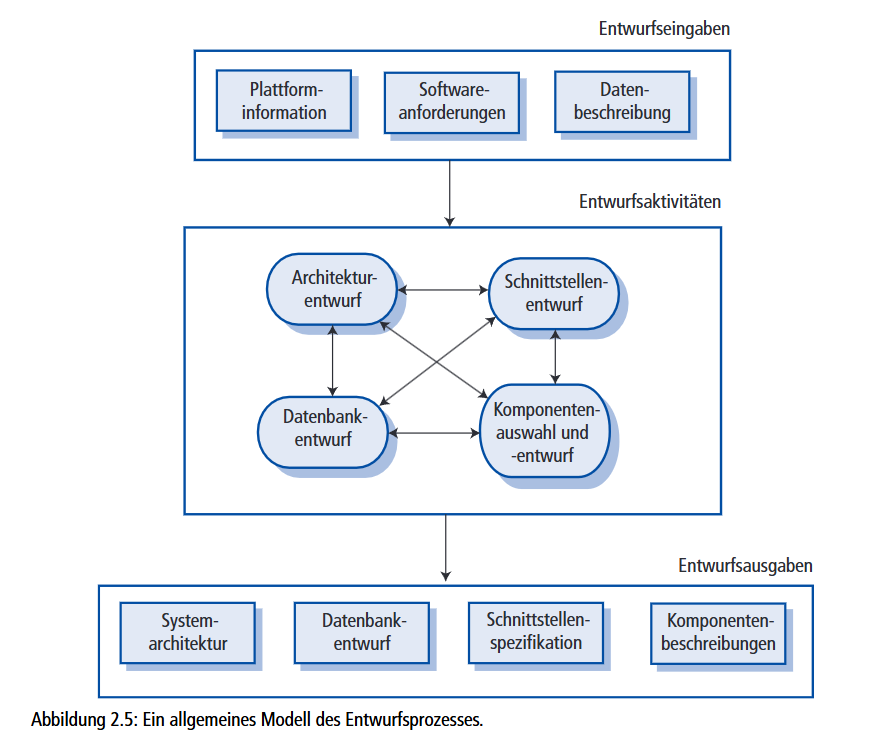 Entwurfseingaben
Plattform-
information
Software-
anforderungen
Daten-
beschreibung
Entwurfsaktivitäten
Architektur-
entwurf
Schnittstellen-
entwurf
Datenbank-
entwurf
Komponenten-
auswahl und
-entwurf
Entwurfsausgaben
System-
architektur
Datenbank-
entwurf
Schnittstellen-
spezifikation
Komponenten-
beschreibungen
Abbildung 2.5: Ein allgemeines Modell des Entwurfsprozesses.